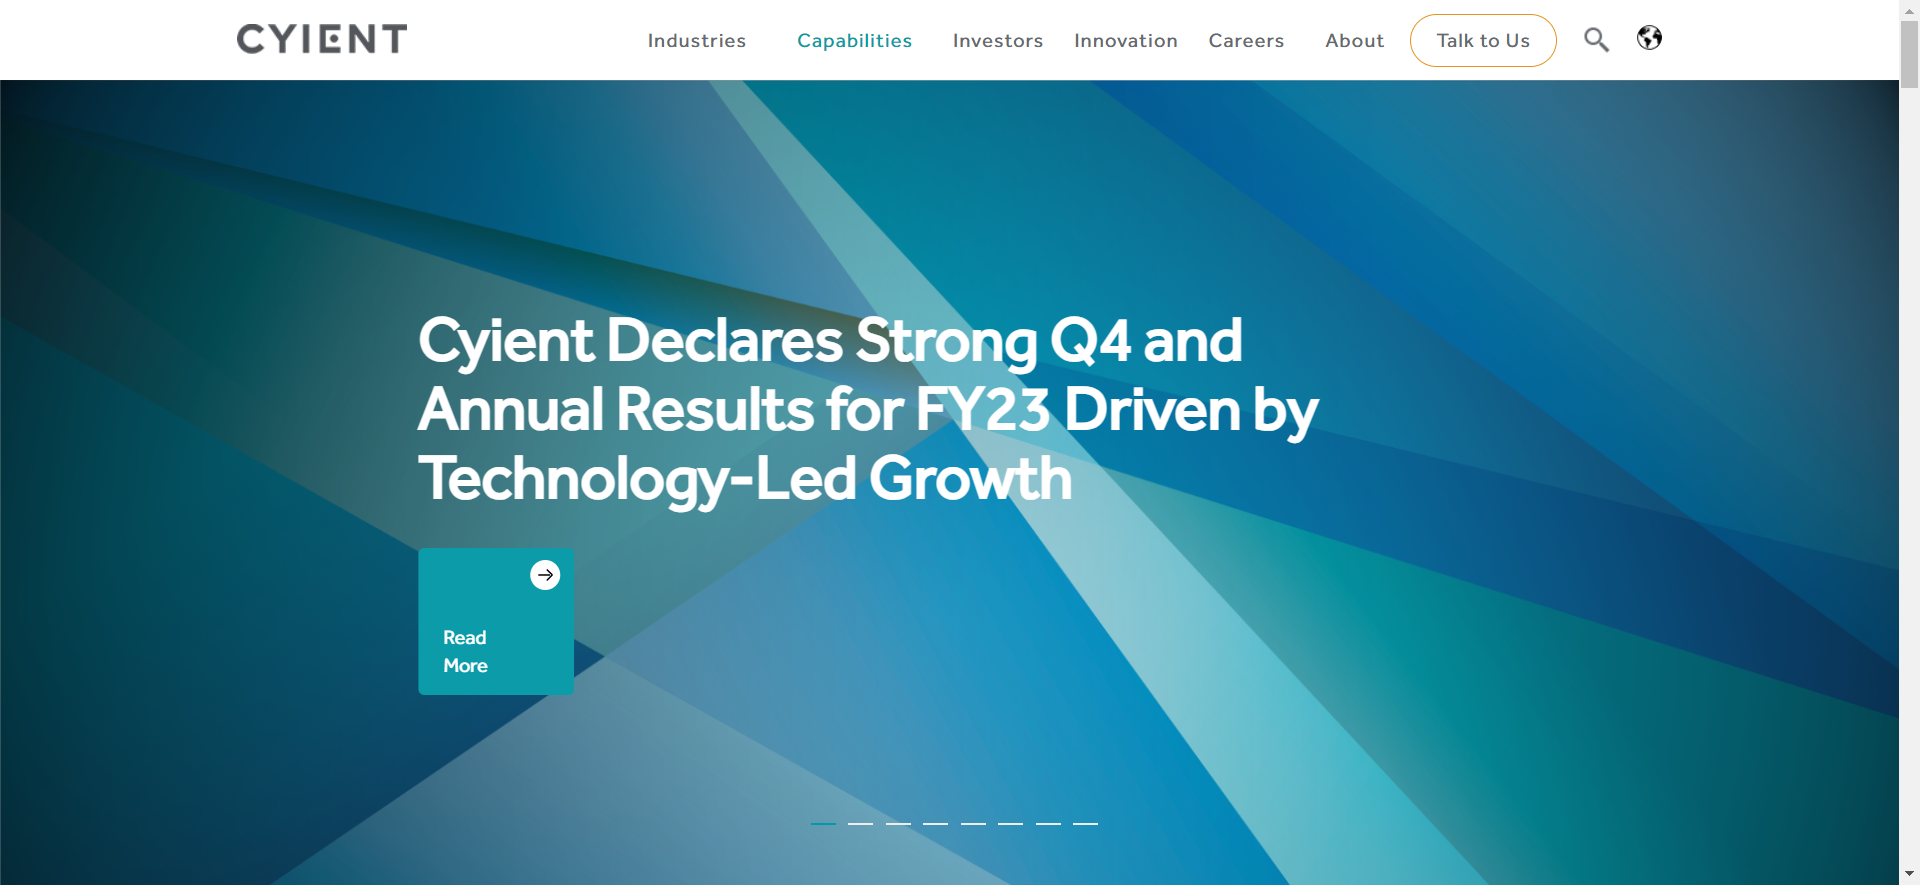 CYIENT
Industries Capabilities Investors Innovation Careers About Talk to Us
Cyient Declares Strong Q4 and
Annual Results for FY23 Driven by
Technology-Led Growth
Read
More